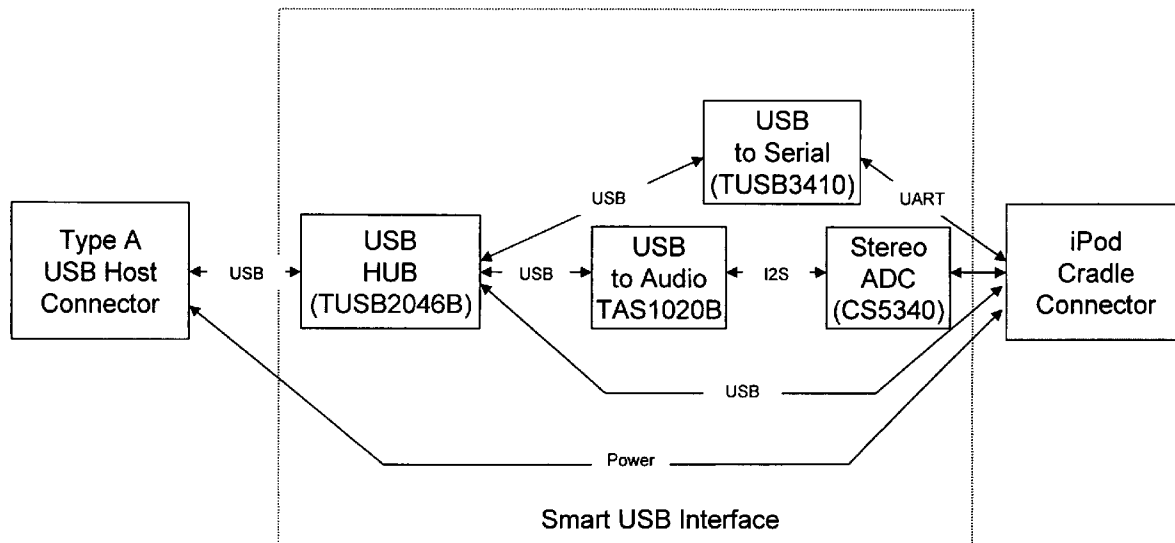 USB
to Serial
(TUSB3410)
USB
UART
Type A
USB Host
Connector
USB
USB
HUB
(TUSB2046B)
USB
USB
to Audio
TAS1020B
I2S
Stereo
ADC
(CS5340)
iPod
Cradle
Connector
USB
Power
Smart USB Interface